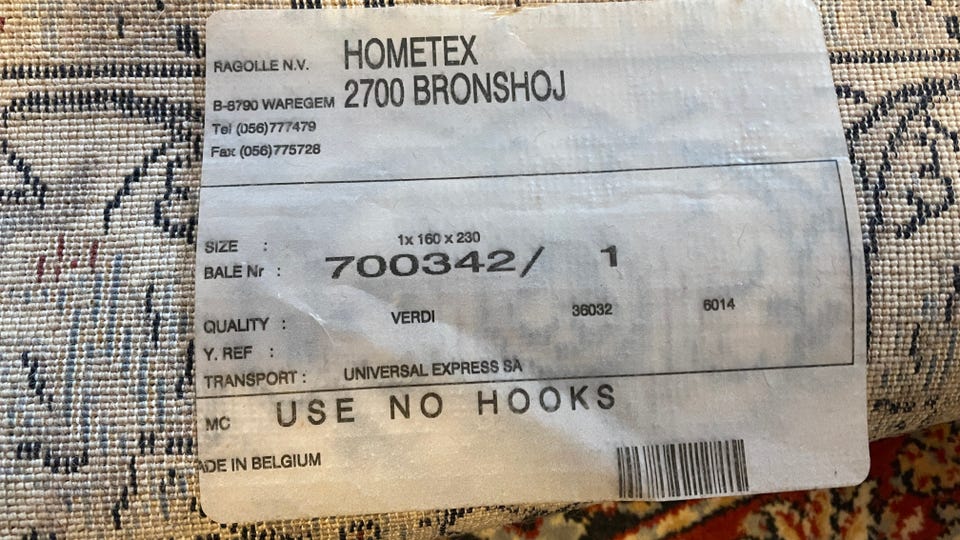 RAGOLLE N.V. HOMETEX
B-8790 WAREGEM 2700 BRONSHOJ
Tel (056)777479
Fax (056)775728
SIZE : 1x 160 x 230
BALE Nr : 700342/ 1
QUALITY : VERDI 36032 6014
Y. REF :
TRANSPORT : UNIVERSAL EXPRESS SA
MC USE NO HOOKS
ADE IN BELGIUM